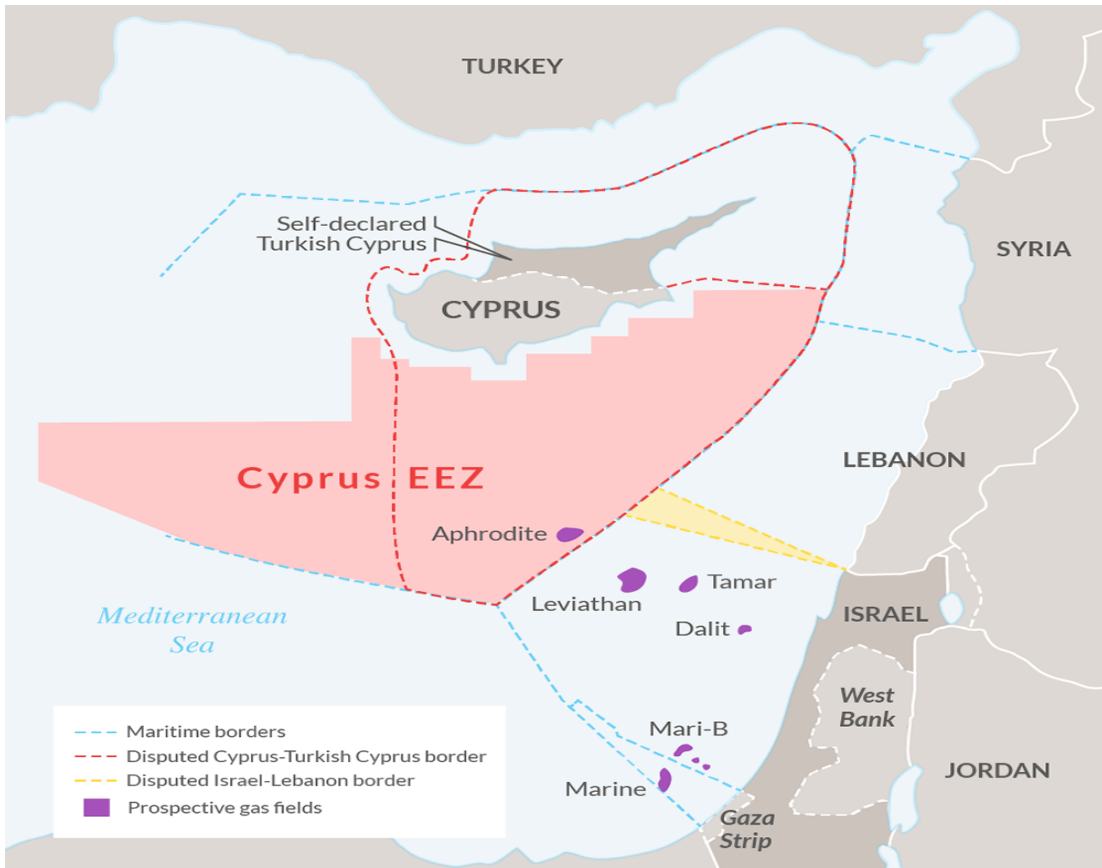 TURKEY
Self-declared
Turkish Cyprus
SYRIA
CYPRUS
LEBANON
Cyprus EEZ
Aphrodite
Leviathan
Tamar
Mediterranean
Sea
Dalit
ISRAEL
West
Bank
Mari-B
Marine
JORDAN
Gaza
Strip
Maritime borders
Disputed Cyprus-Turkish Cyprus border
Disputed Israel-Lebanon border
Prospective gas fields